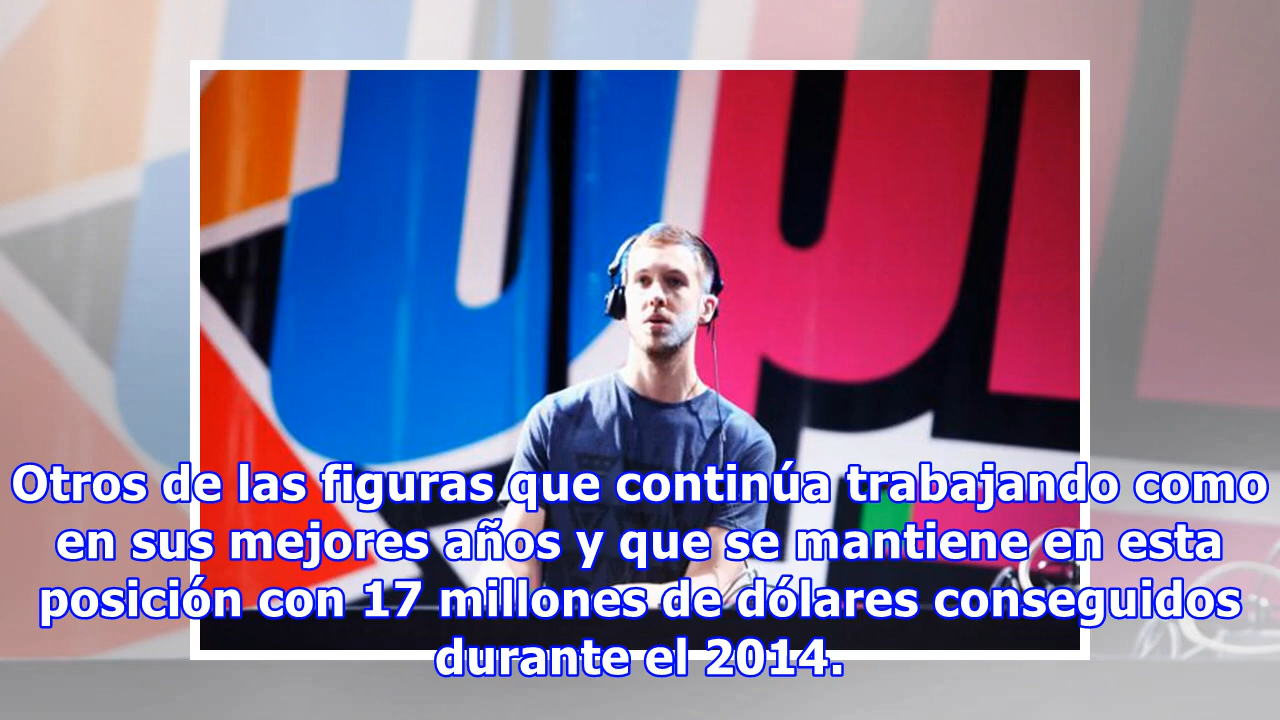 Otros de las figuras que continúa trabajando como
en sus mejores años y que se mantiene en esta
posición con 17 millones de dólares conseguidos
durante el 2014.